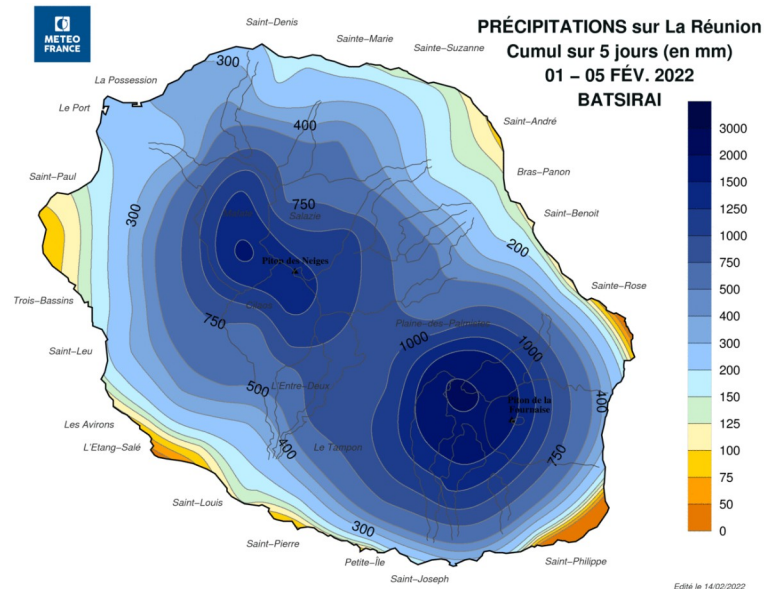 METEO
FRANCE
PRÉCIPITATIONS sur La Réunion
Cumul sur 5 jours (en mm)
01 – 05 FÉV. 2022
BATSIRAI
Saint–Denis
Sainte–Marie
Sainte–Suzanne
La Possession
Le Port
Saint–André
Saint–Paul
Bras–Panon
Saint–Benoit
Salazie
Piton des Neiges
Sainte–Rose
Trois–Bassins
Cilaos
Plaine–des–Palmistes
Saint–Leu
L'Entre–Deux
Piton de la
Fournaise
Les Avirons
L'Etang–Salé
Le Tampon
Saint–Louis
Saint–Pierre
Petite–Île
Saint–Joseph
Saint–Philippe
300
400
750
300
200
750
1000
1000
500
400
400
750
300
3000
2000
1500
1250
1000
750
500
400
300
200
150
125
100
75
50
0
Edité le 14/02/2022